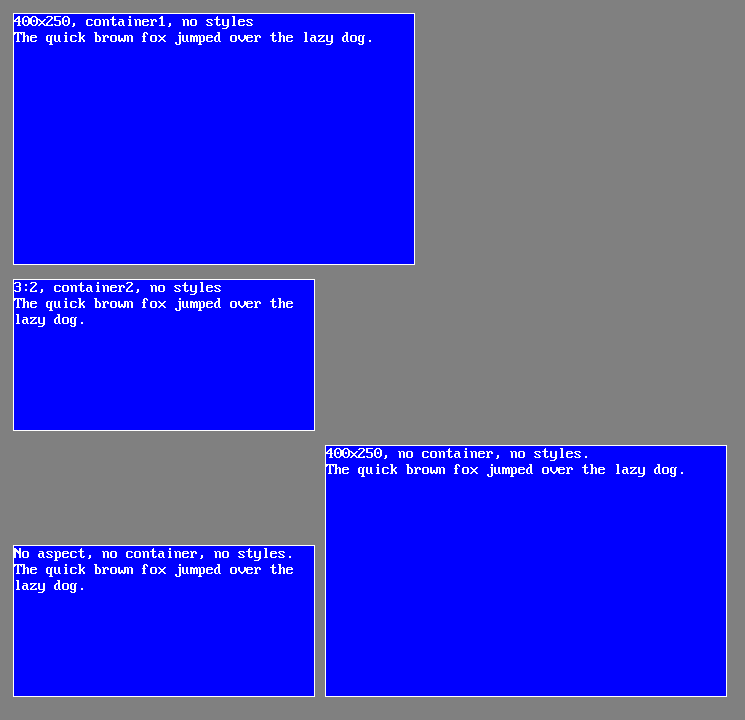 400x250, container1, no styles
The quick brown fox jumped over the lazy dog.
3:2, container2, no styles
The quick brown fox jumped over the
lazy dog.
400x250, no container, no styles.
The quick brown fox jumped over the lazy dog.
No aspect, no container, no styles.
The quick brown fox jumped over the
lazy dog.